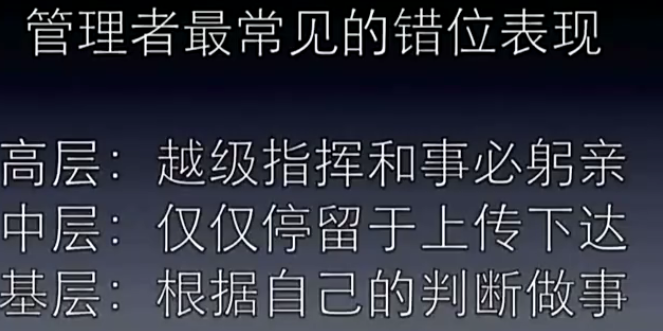 管理者最常见的错位表现
高层：越级指挥和事必躬亲
中层：仅仅停留于上传下达
基层：根据自己的判断做事